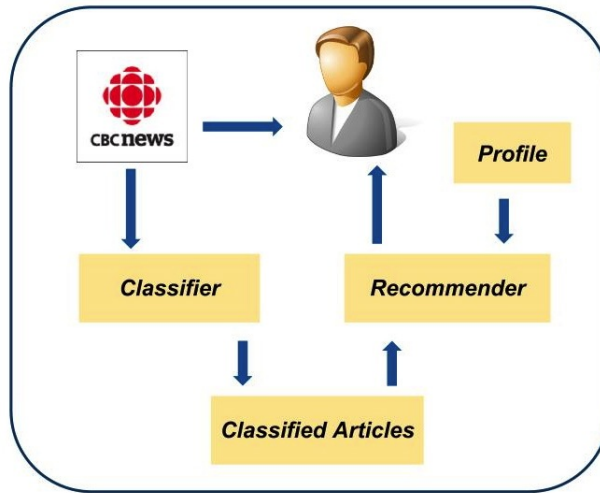 CBCnews
Profile
Classifier
Recommender
Classified Articles